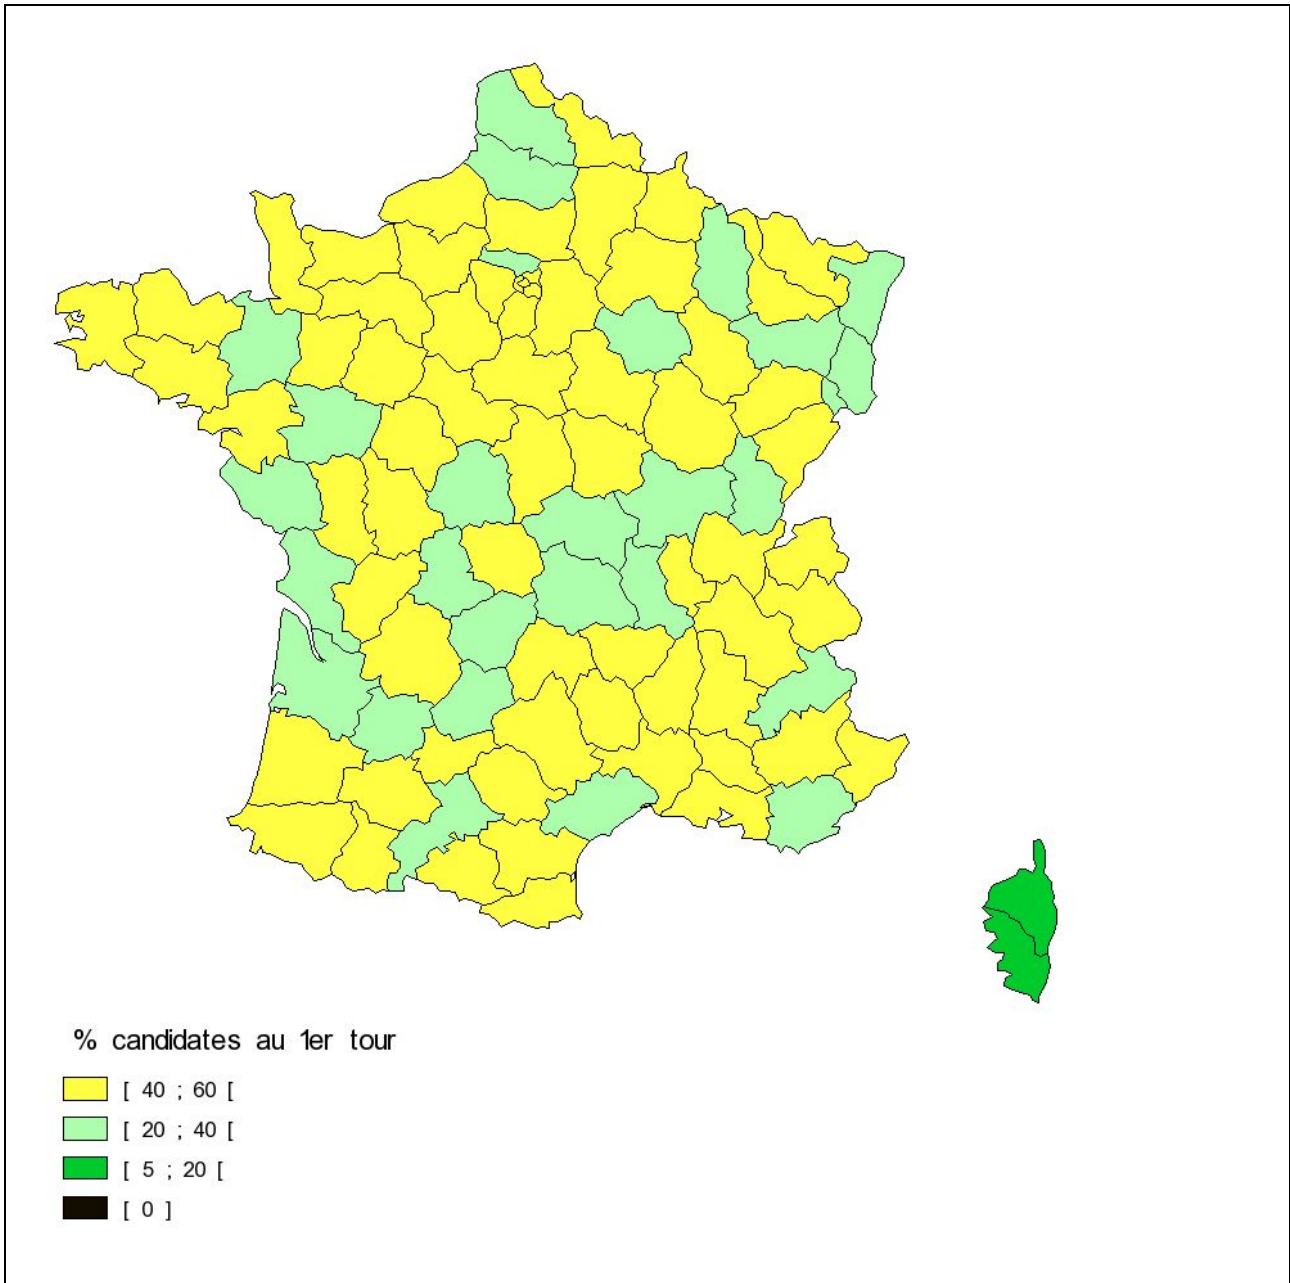 % candidates au 1er tour
[ 40 ; 60 [
[ 20 ; 40 [
[ 5 ; 20 [
[ 0 ]